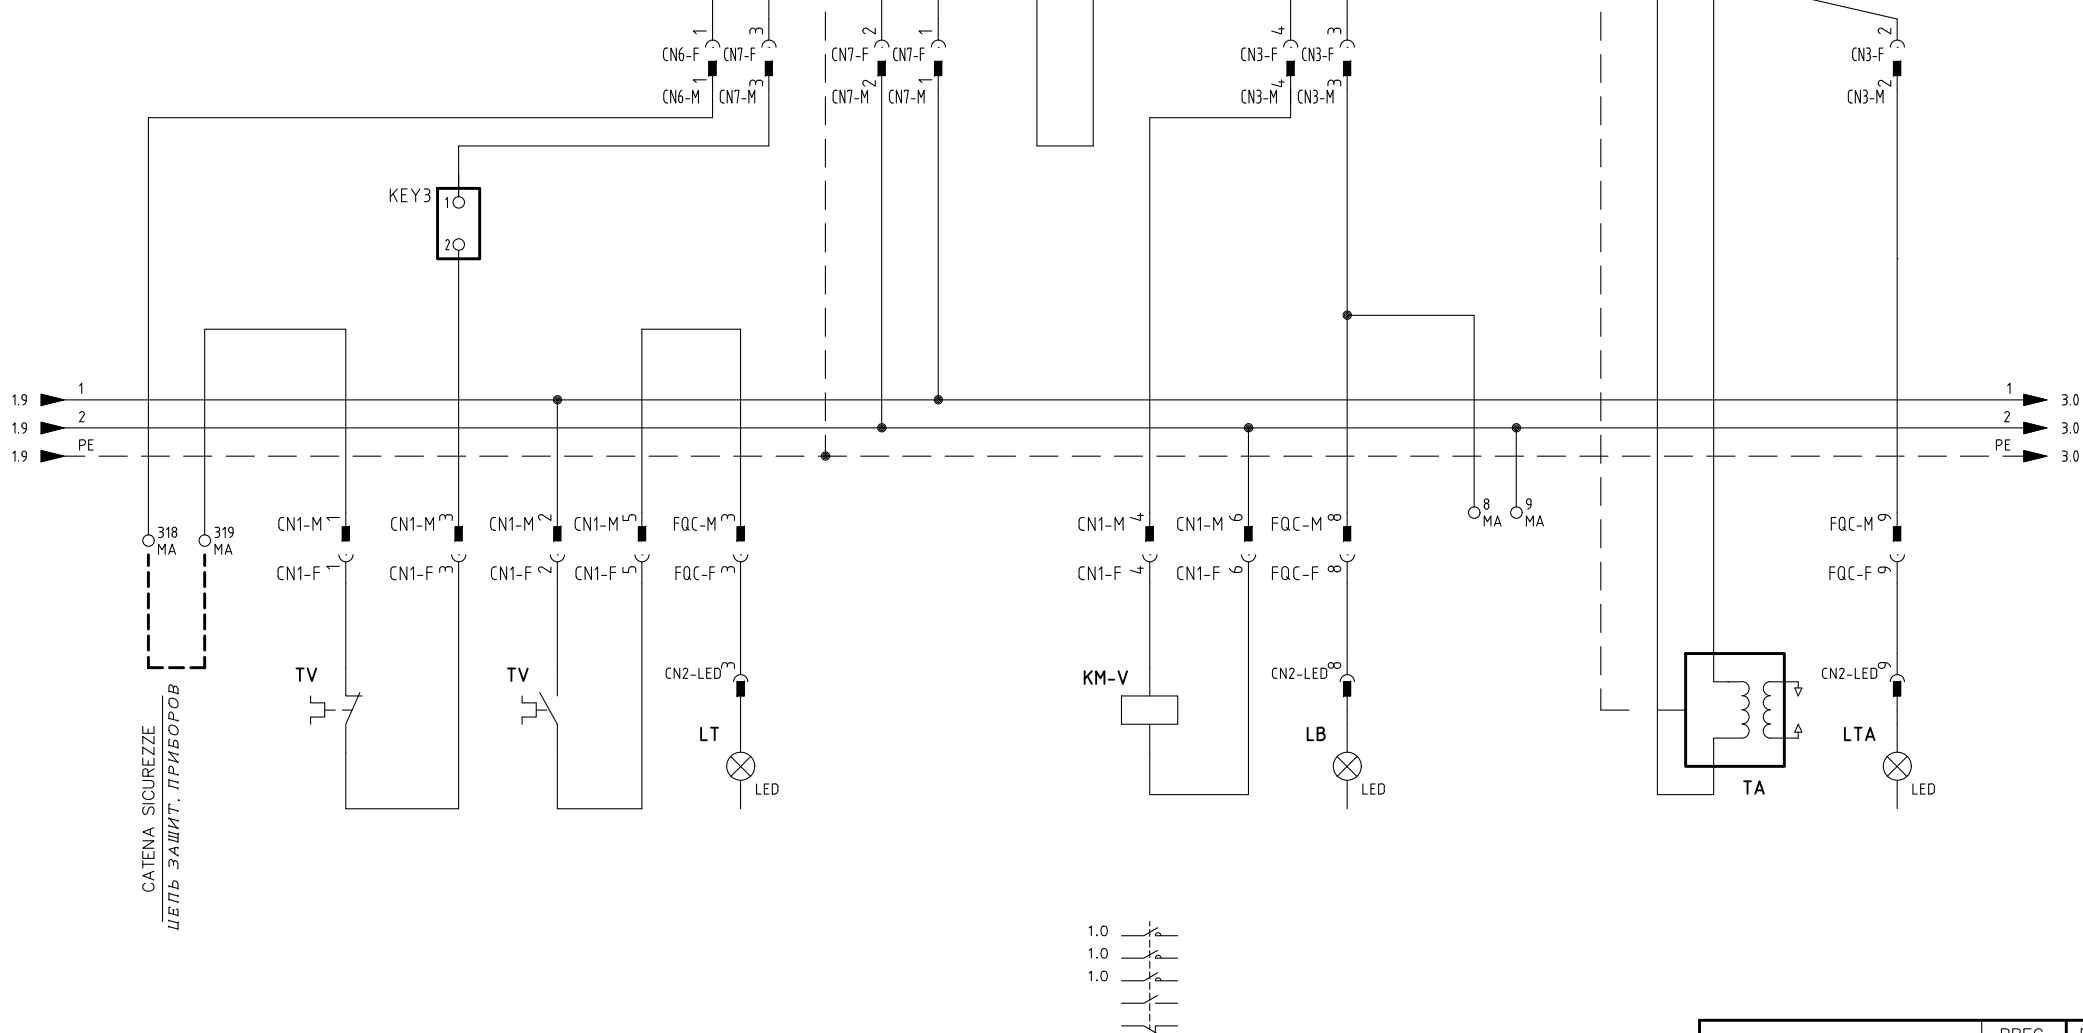 1 3 2 1 4 3 2
CN6-F CN7-F CN7-F CN7-F CN3-F CN3-F CN3-F
1 3 2 1 4 3 2
CN6-M CN7-M CN7-M CN7-M CN3-M CN3-M CN3-M
KEY3
1
2
1.9 1 1 3.0
1.9 2 2 3.0
1.9 PE PE 3.0
8 9
MA MA
318 319
MA MA
1 3 2 5 3 4 6 8 9
CN1-M CN1-M CN1-M CN1-M FQC-M CN1-M CN1-M FQC-M FQC-M
CN1-F CN1-F CN1-F CN1-F FQC-F CN1-F CN1-F FQC-F FQC-F
1 3 2 5 3 4 6 8 9
3 8 9
TV TV CN2-LED KM-V CN2-LED CN2-LED
LT LB LTA
LED LED TA LED
CATENA SICUREZZE
ЦЕПЬ ЗАЩИТ. ПРИБОРОВ
1.0
1.0
1.0